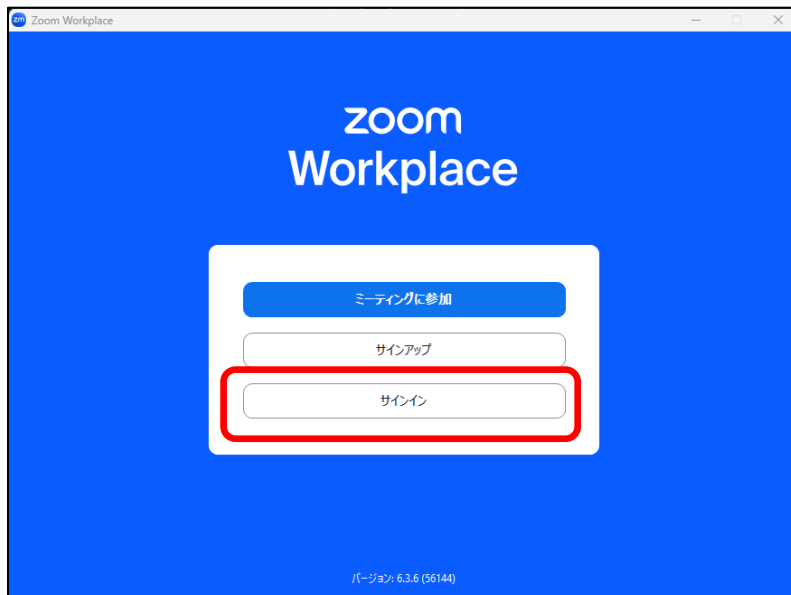 zm Zoom Workplace
zoom
Workplace
ミーティングに参加
サインアップ
サインイン
バージョン: 6.3.6 (56144)